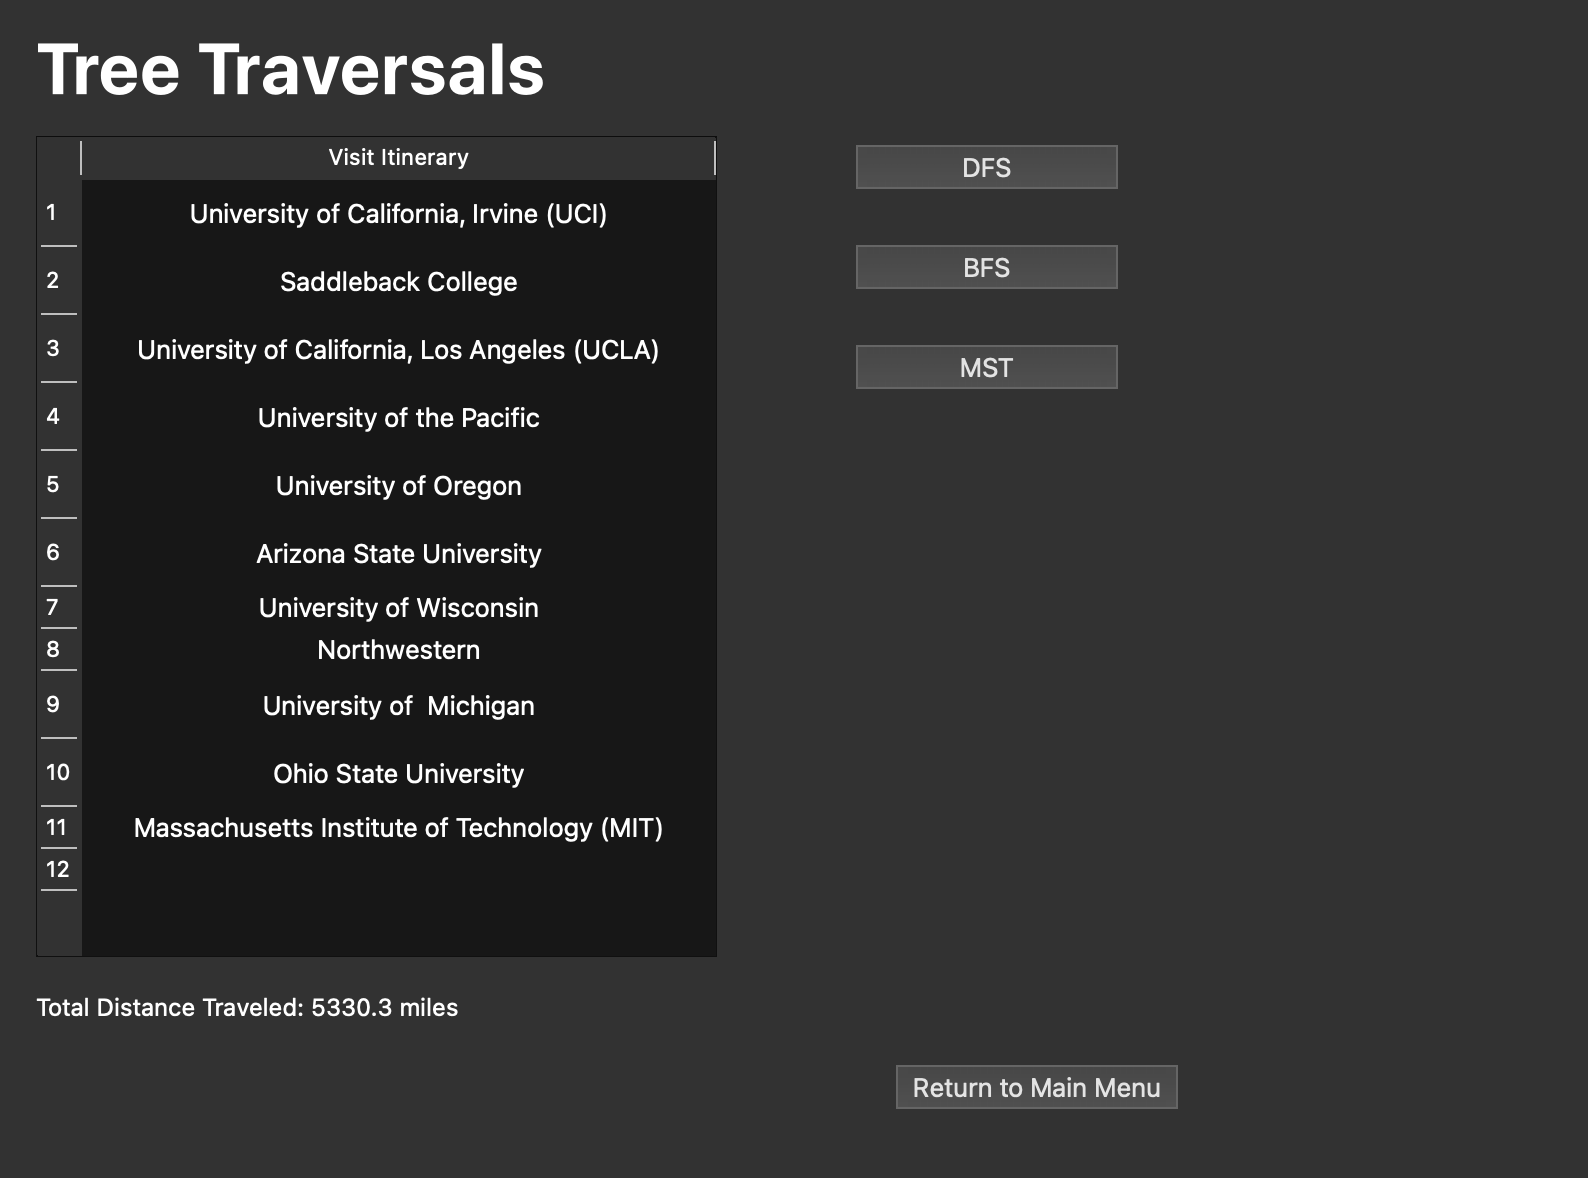 Tree Traversals
Visit Itinerary
DFS
1 University of California, Irvine (UCI)
BFS
2 Saddleback College
3 University of California, Los Angeles (UCLA)
MST
4 University of the Pacific
5 University of Oregon
6 Arizona State University
7 University of Wisconsin
8 Northwestern
9 University of  Michigan
10 Ohio State University
11 Massachusetts Institute of Technology (MIT)
12
Total Distance Traveled: 5330.3 miles
Return to Main Menu